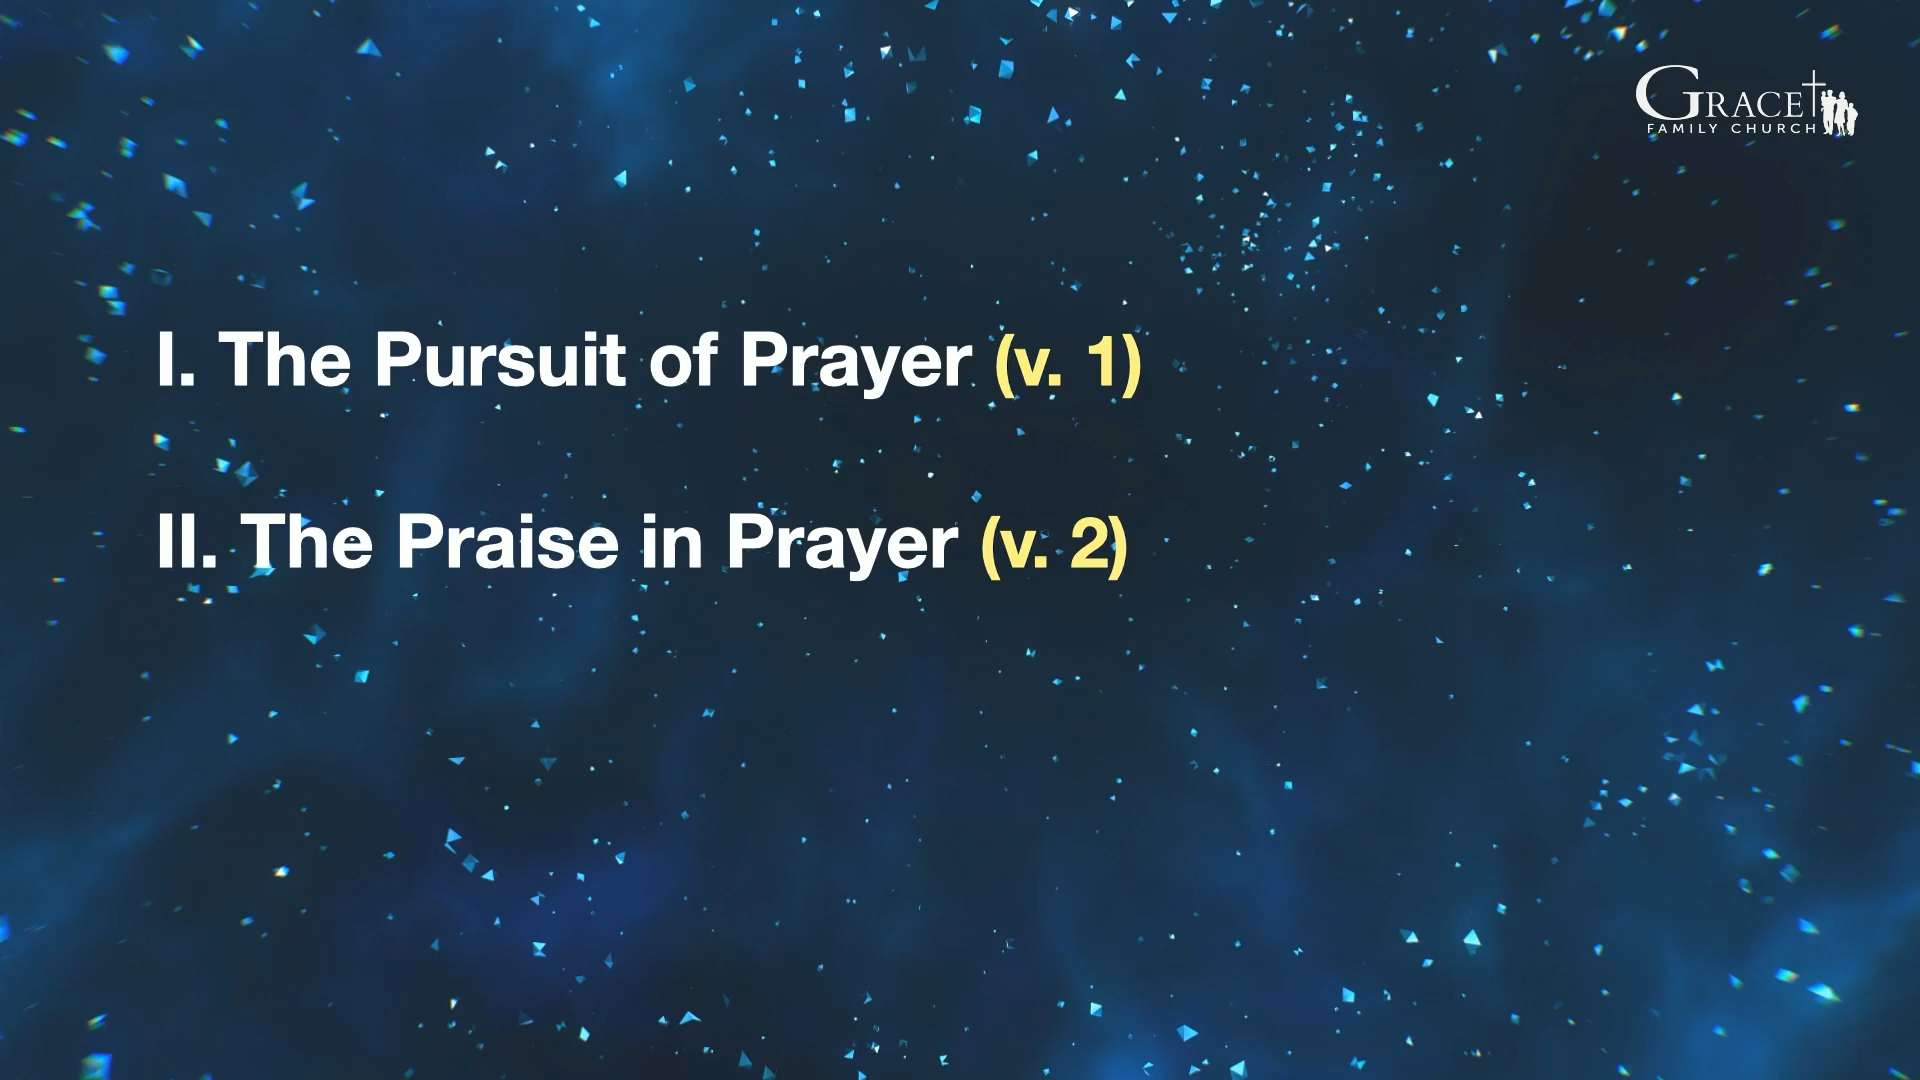 GRACE
FAMILY CHURCH
I. The Pursuit of Prayer (v. 1)
II. The Praise in Prayer (v. 2)